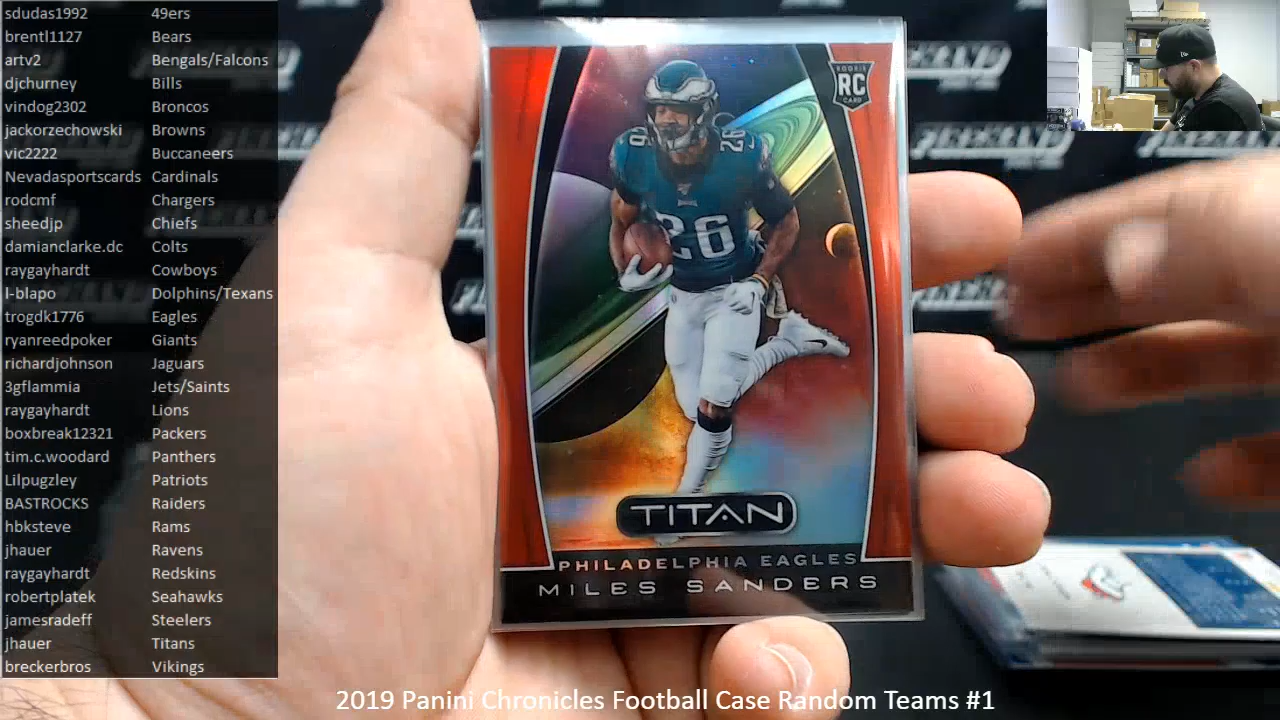 sdudas1992 49ers
brentl1127 Bears
artv2 Bengals/Falcons
djchurney Bills
vindog2302 Broncos
jackorzechowski Browns
vic2222 Buccaneers
Nevadasportscards Cardinals
rodcmf Chargers
sheedjp Chiefs
damianclarke.dc Colts
raygayhardt Cowboys
l-blapo Dolphins/Texans
trogdk1776 Eagles
ryanreedpoker Giants
richardjohnson Jaguars
3gflammia Jets/Saints
raygayhardt Lions
boxbreak12321 Packers
tim.c.woodard Panthers
Lilpugzley Patriots
BASTROCKS Raiders
hbksteve Rams
jhauer Ravens
raygayhardt Redskins
robertplatek Seahawks
jamesradeff Steelers
jhauer Titans
breckerbros Vikings
ROOKIE
RC
CARD
26
26
26
TITAN
PHILADELPHIA EAGLES
MILES SANDERS
2019 Panini Chronicles Football Case Random Teams #1